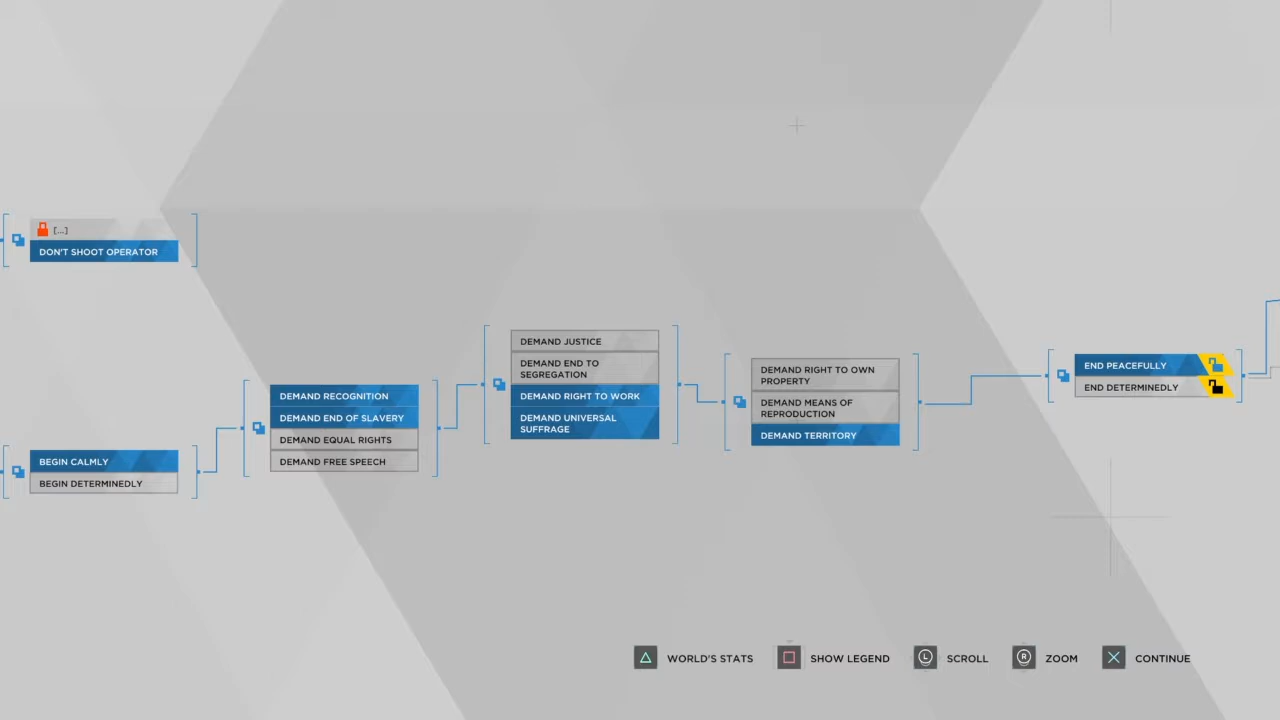 [...]
DON'T SHOOT OPERATOR
BEGIN CALMLY
BEGIN DETERMINEDLY
DEMAND RECOGNITION
DEMAND END OF SLAVERY
DEMAND EQUAL RIGHTS
DEMAND FREE SPEECH
DEMAND JUSTICE
DEMAND END TO
SEGREGATION
DEMAND RIGHT TO WORK
DEMAND UNIVERSAL
SUFFRAGE
DEMAND RIGHT TO OWN
PROPERTY
DEMAND MEANS OF
REPRODUCTION
DEMAND TERRITORY
END PEACEFULLY
END DETERMINEDLY
WORLD'S STATS
SHOW LEGEND
L SCROLL
R ZOOM
CONTINUE